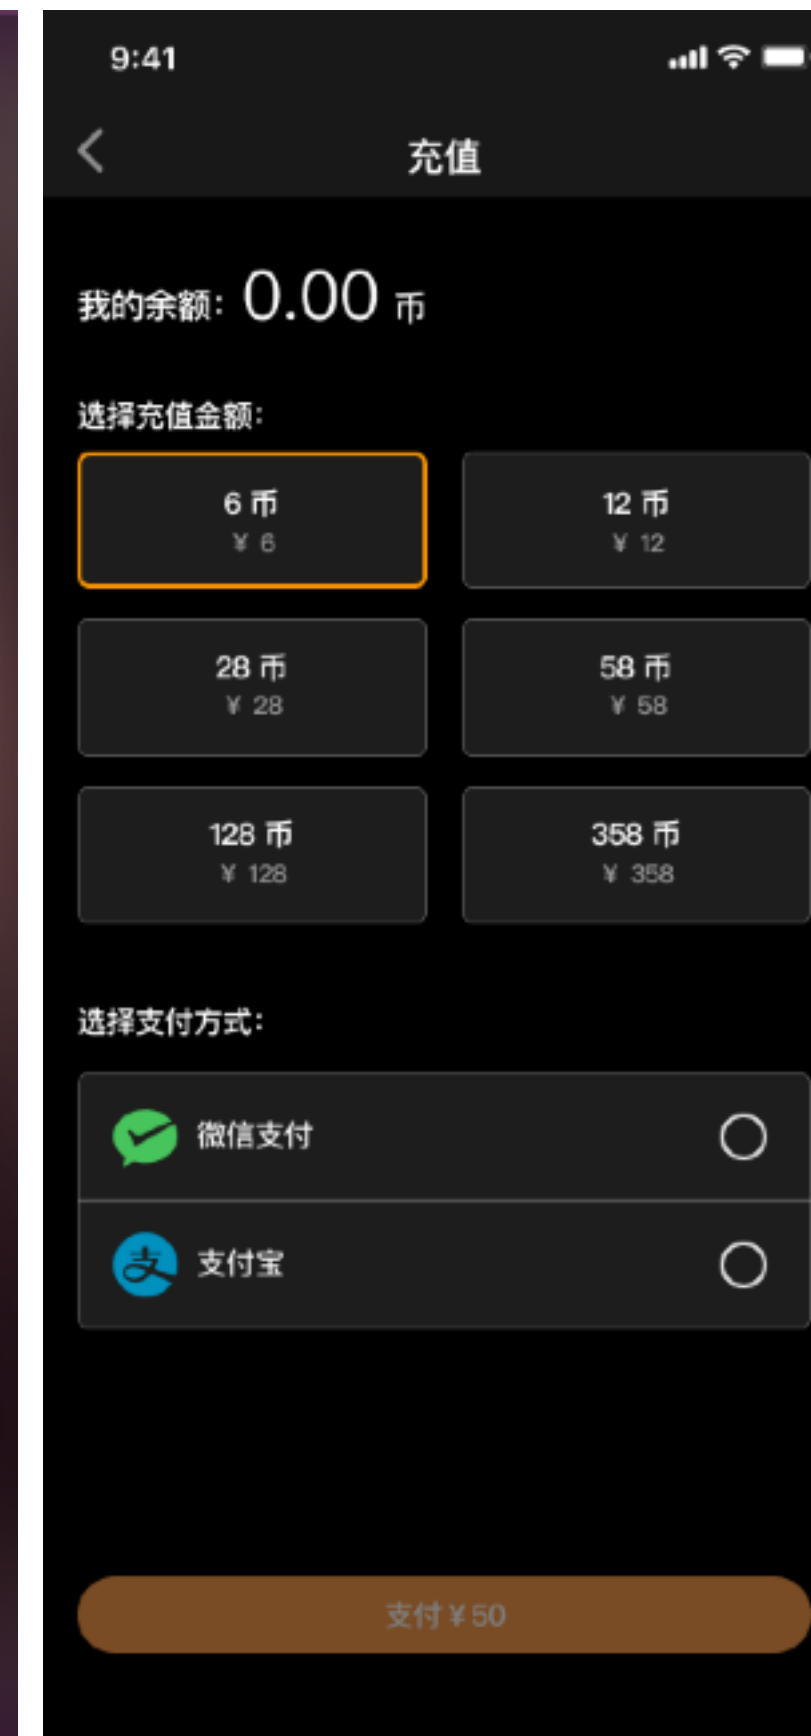 9:41
充值
我的余额: 0.00 币
选择充值金额:
6 币
¥ 6
12 币
¥ 12
28 币
¥ 28
58 币
¥ 58
128 币
¥ 128
358 币
¥ 358
选择支付方式:
微信支付
支付宝
支付 ¥ 50